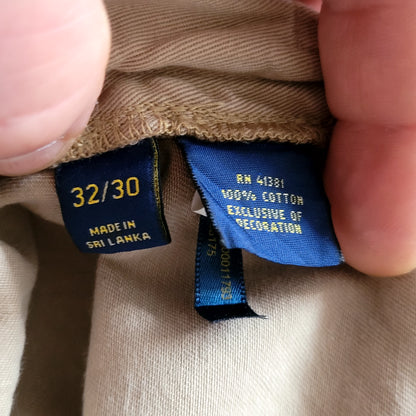 32/30
MADE IN
SRI LANKA
RN 41381
100% COTTON
EXCLUSIVE OF
DECORATION